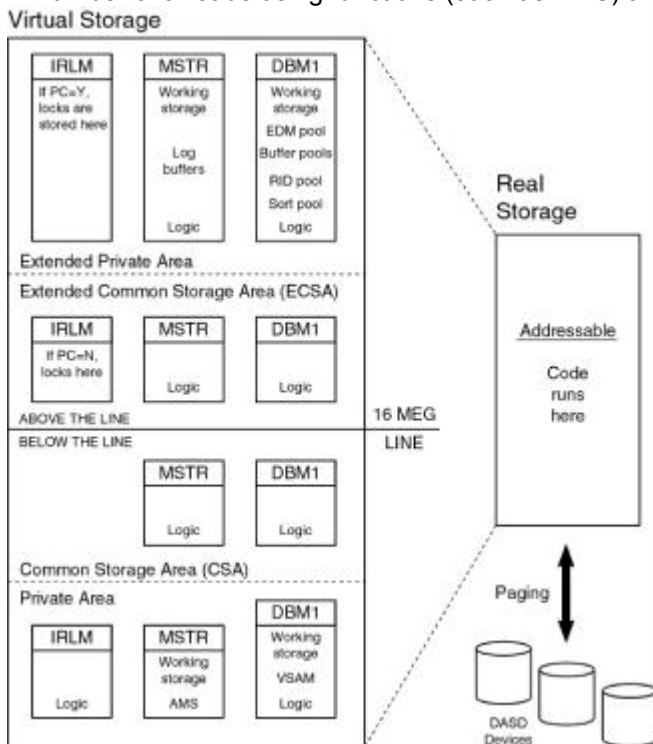 Virtual Storage
IRLM
If PC=Y,
locks are
stored here
MSTR
Working
storage
Log
buffers
Logic
DBM1
Working
storage
EDM pool
Buffer pools
RID pool
Sort pool
Logic
Extended Private Area
Extended Common Storage Area (ECSA)
IRLM
If PC=N,
locks here
MSTR
Logic
DBM1
Logic
ABOVE THE LINE
16 MEG
BELOW THE LINE
LINE
MSTR
Logic
DBM1
Logic
Common Storage Area (CSA)
Private Area
IRLM
Logic
MSTR
Working
storage
AMS
DBM1
Working
storage
VSAM
Logic
Real
Storage
Addressable
Code
runs
here
Paging
DASD
Devices